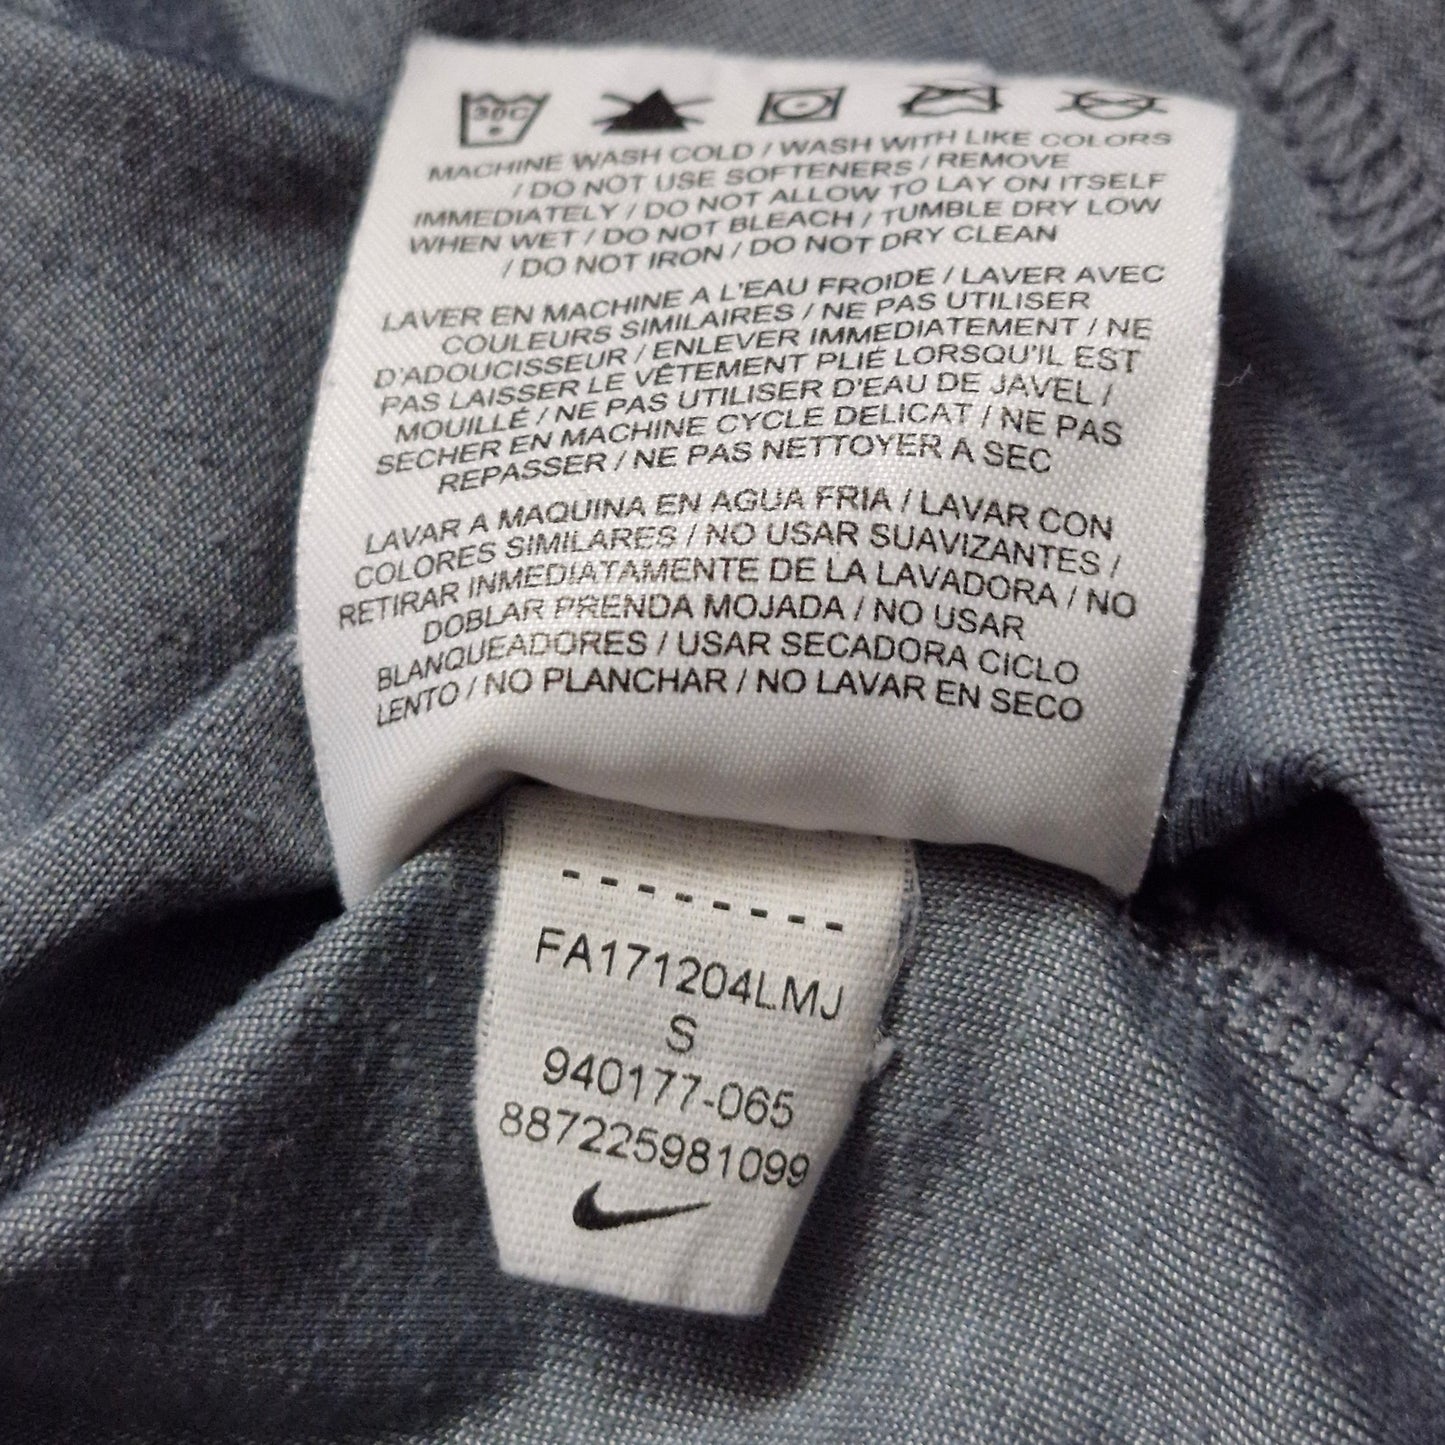 30C
MACHINE WASH COLD / WASH WITH LIKE COLORS
/ DO NOT USE SOFTENERS / REMOVE
IMMEDIATELY / DO NOT ALLOW TO LAY ON ITSELF
WHEN WET / DO NOT BLEACH / TUMBLE DRY LOW
/ DO NOT IRON / DO NOT DRY CLEAN
LAVER EN MACHINE A L'EAU FROIDE / LAVER AVEC
COULEURS SIMILAIRES / NE PAS UTILISER
D'ADOUCISSEUR / ENLEVER IMMEDIATEMENT / NE
PAS LAISSER LE VÊTEMENT PLIÉ LORSQU'IL EST
MOUILLÉ / NE PAS UTILISER D'EAU DE JAVEL /
SECHER EN MACHINE CYCLE DELICAT / NE PAS
REPASSER / NE PAS NETTOYER A SEC
LAVAR A MAQUINA EN AGUA FRIA / LAVAR CON
COLORES SIMILARES / NO USAR SUAVIZANTES /
RETIRAR INMEDIATAMENTE DE LA LAVADORA / NO
DOBLAR PRENDA MOJADA / NO USAR
BLANQUEADORES / USAR SECADORA CICLO
LENTO / NO PLANCHAR / NO LAVAR EN SECO
FA171204LMJ
S
940177-065
887225981099